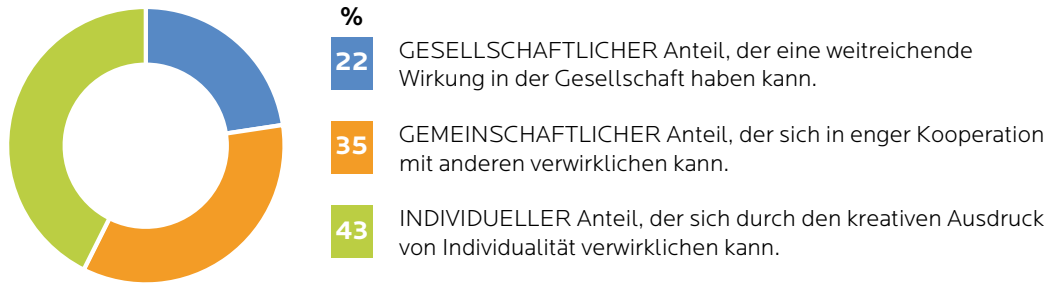 %
22
GESELLSCHAFTLICHER Anteil, der eine weitreichende
Wirkung in der Gesellschaft haben kann.
35
GEMEINSCHAFTLICHER Anteil, der sich in enger Kooperation
mit anderen verwirklichen kann.
43
INDIVIDUELLER Anteil, der sich durch den kreativen Ausdruck
von Individualität verwirklichen kann.